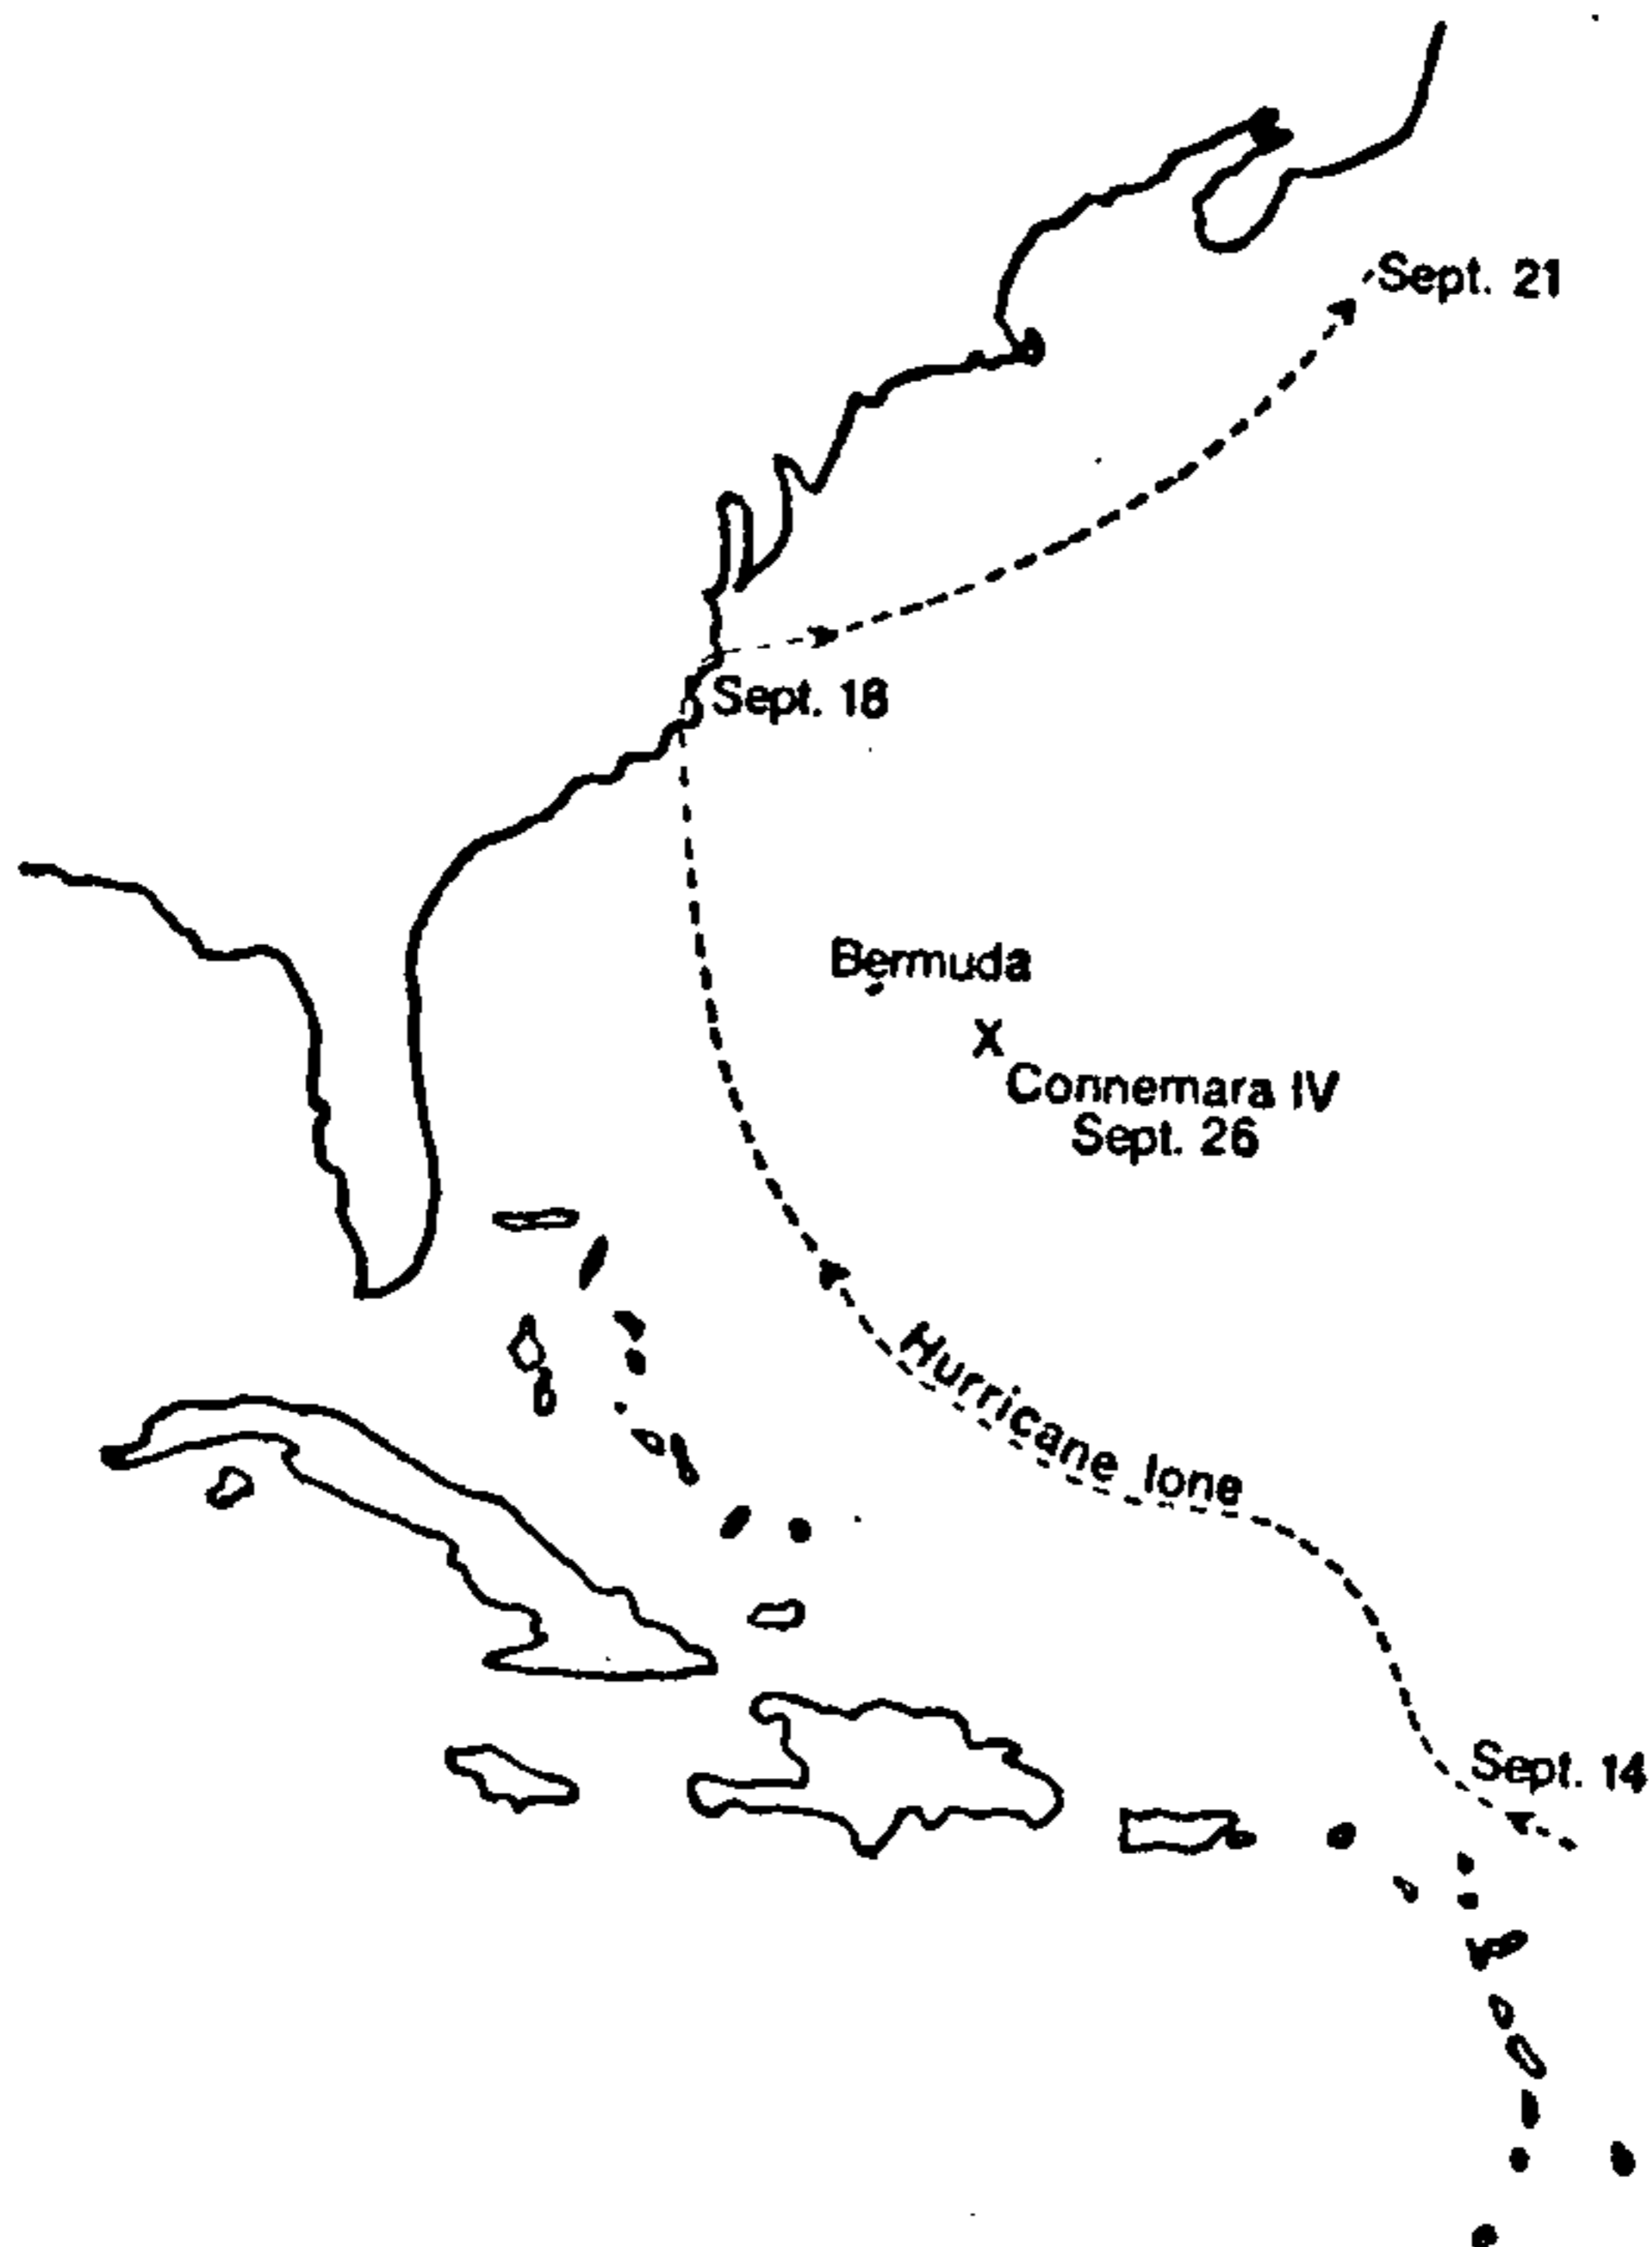 Sept. 21
Sept. 18
Bermuda
X
Connemara IV
Sept. 26
Hurricane Ione
Sept. 14